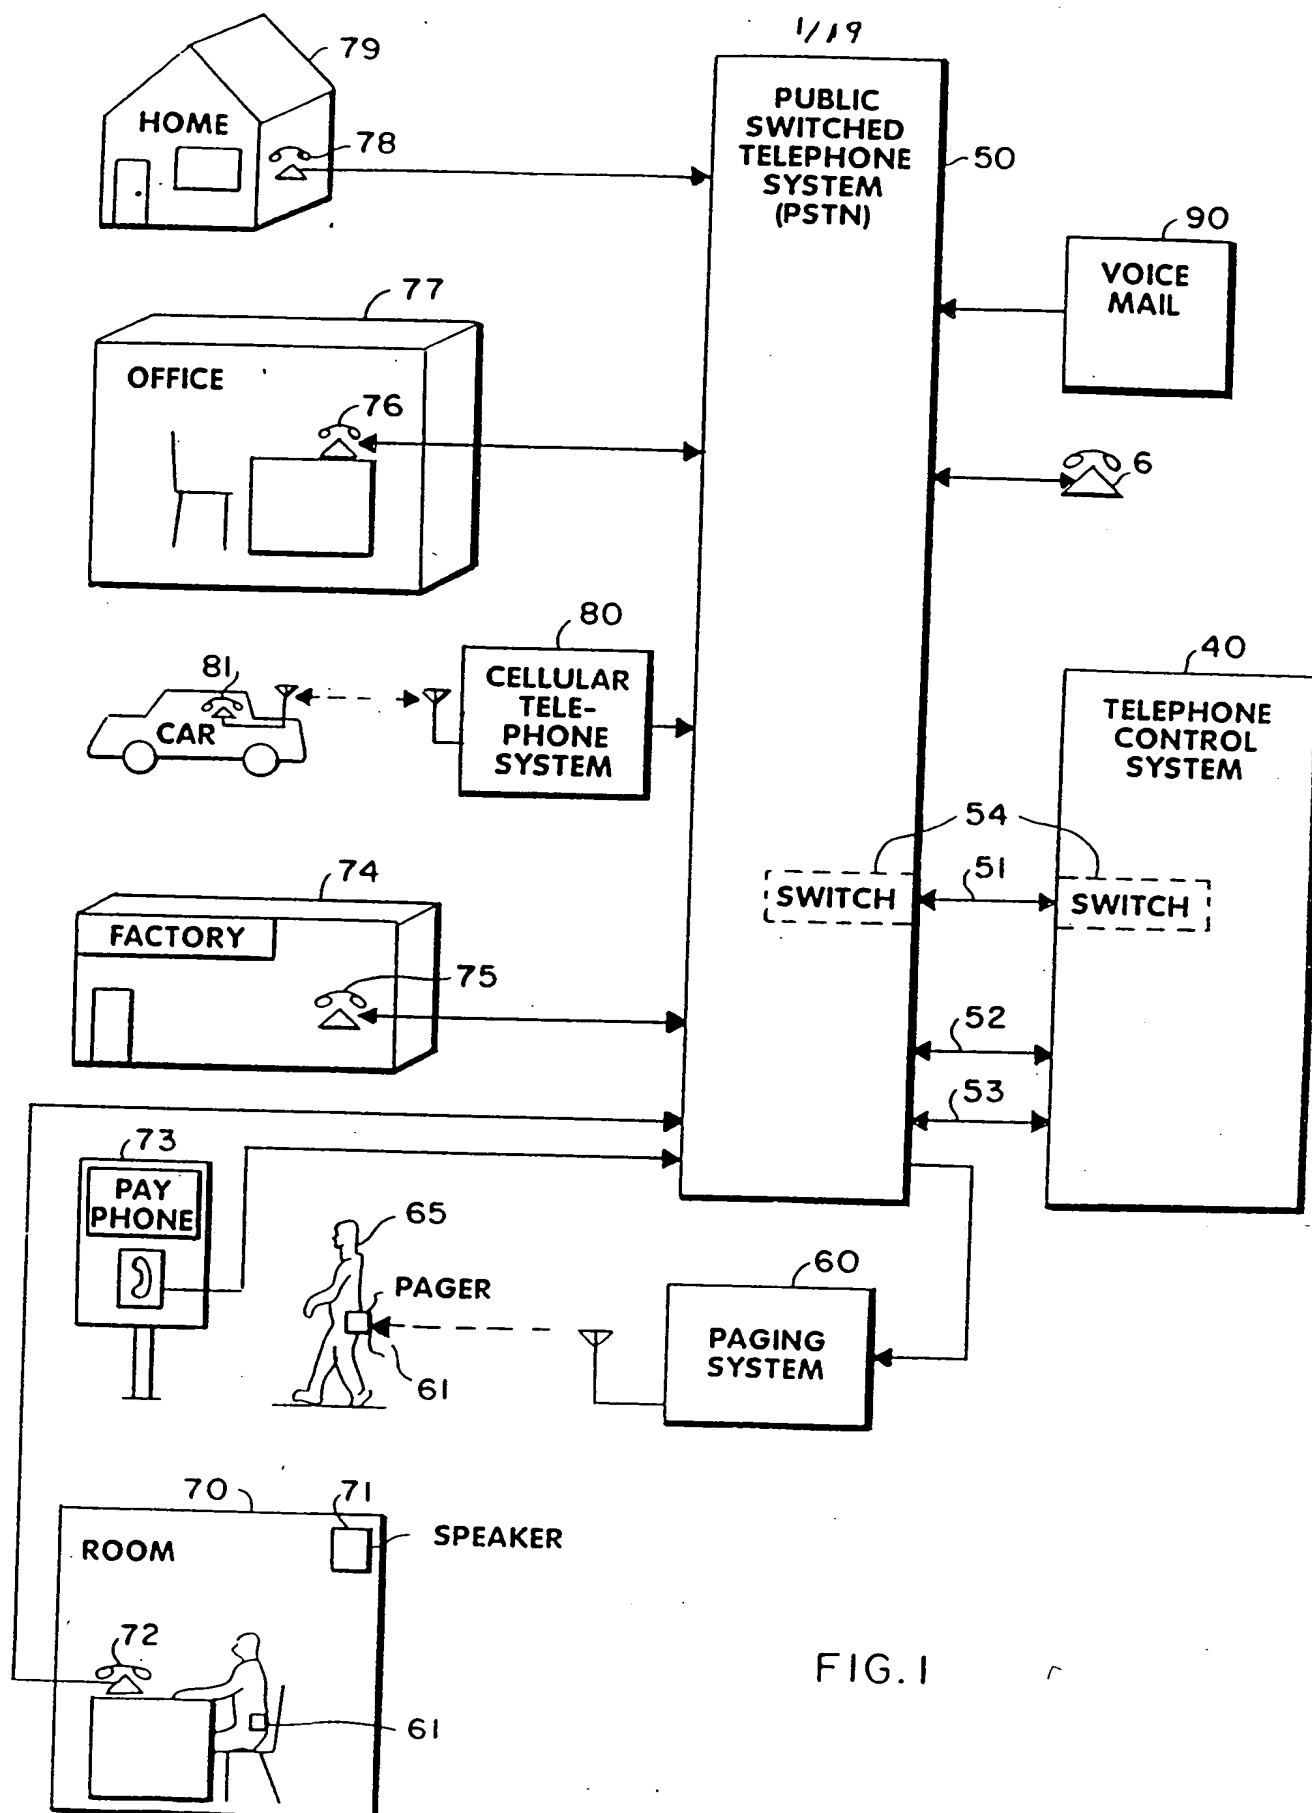 1/19
79
HOME
78
PUBLIC
SWITCHED
TELEPHONE
SYSTEM
(PSTN)
50
90
VOICE
MAIL
77
OFFICE
76
6
80
CELLULAR
TELE-
PHONE
SYSTEM
81
CAR
40
TELEPHONE
CONTROL
SYSTEM
54
SWITCH
51
SWITCH
74
FACTORY
75
52
53
73
PAY
PHONE
65
PAGER
61
60
PAGING
SYSTEM
70
71
ROOM
SPEAKER
72
61
FIG.1